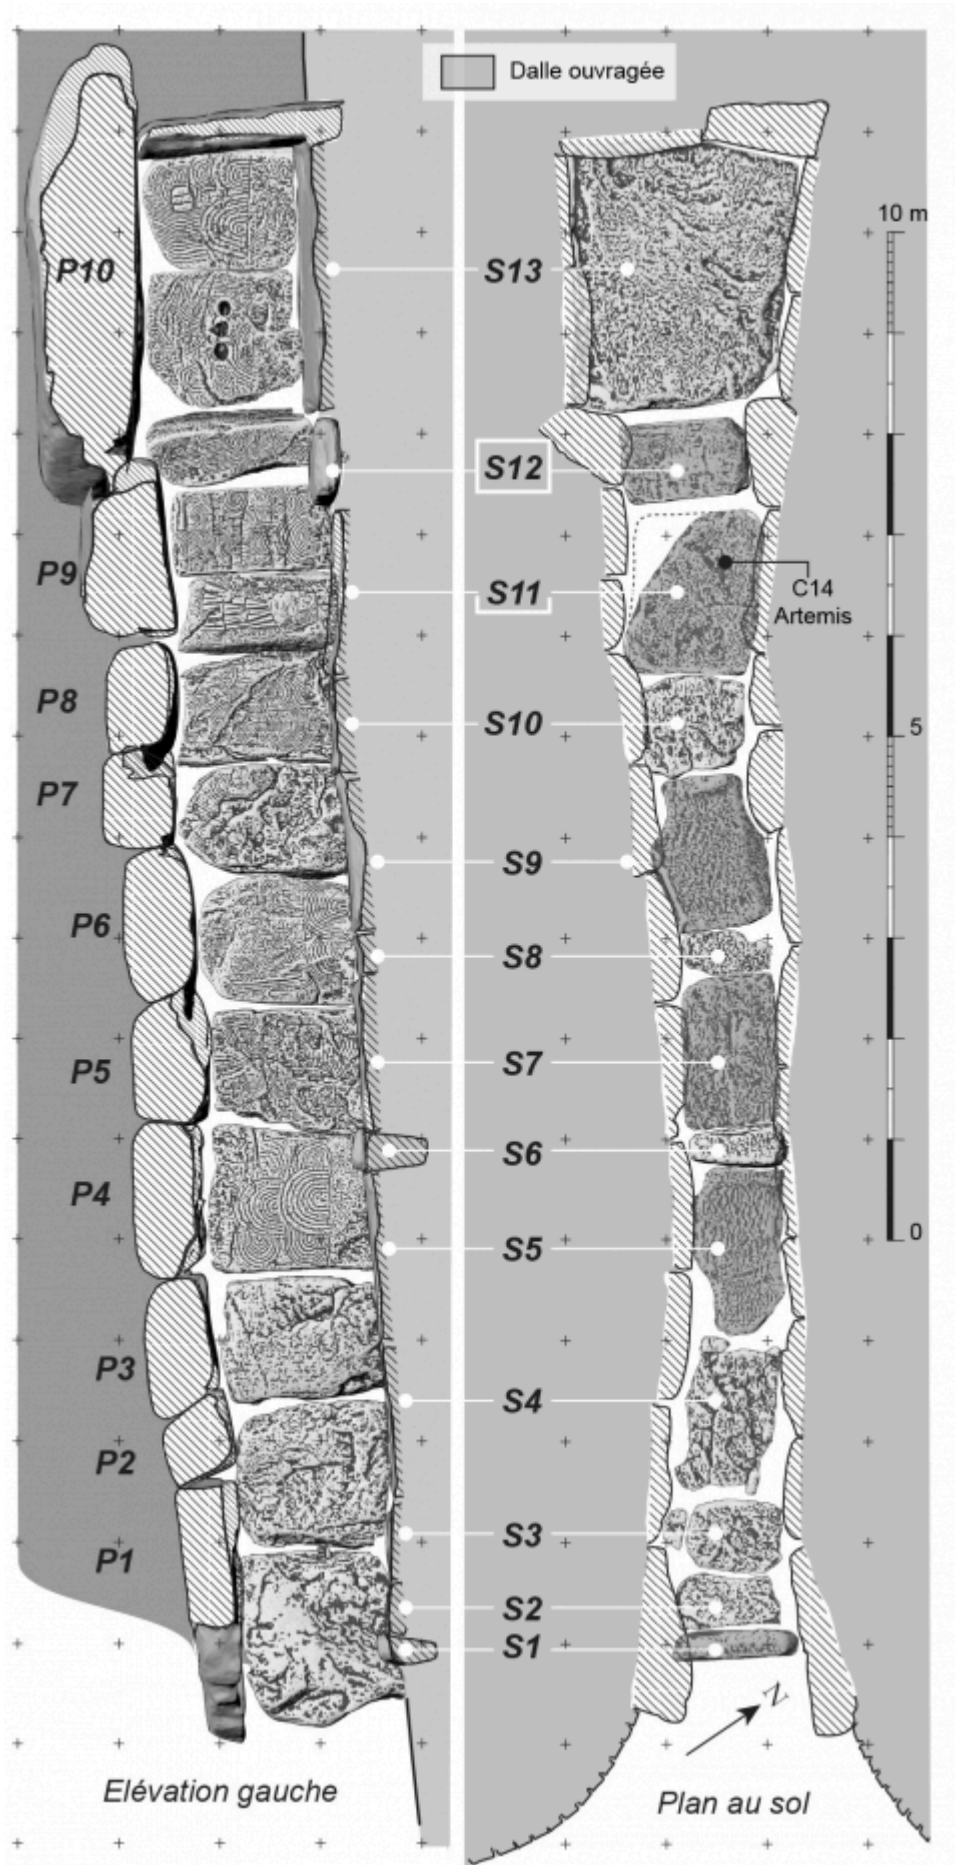 Dalle ouvragée
10 m
P10
S13
S12
P9
S11
C14
Artemis
P8
S10
5
P7
S9
P6
S8
P5
S7
S6
P4
S5
0
P3
S4
P2
S3
P1
S2
S1
N
Elévation gauche
Plan au sol